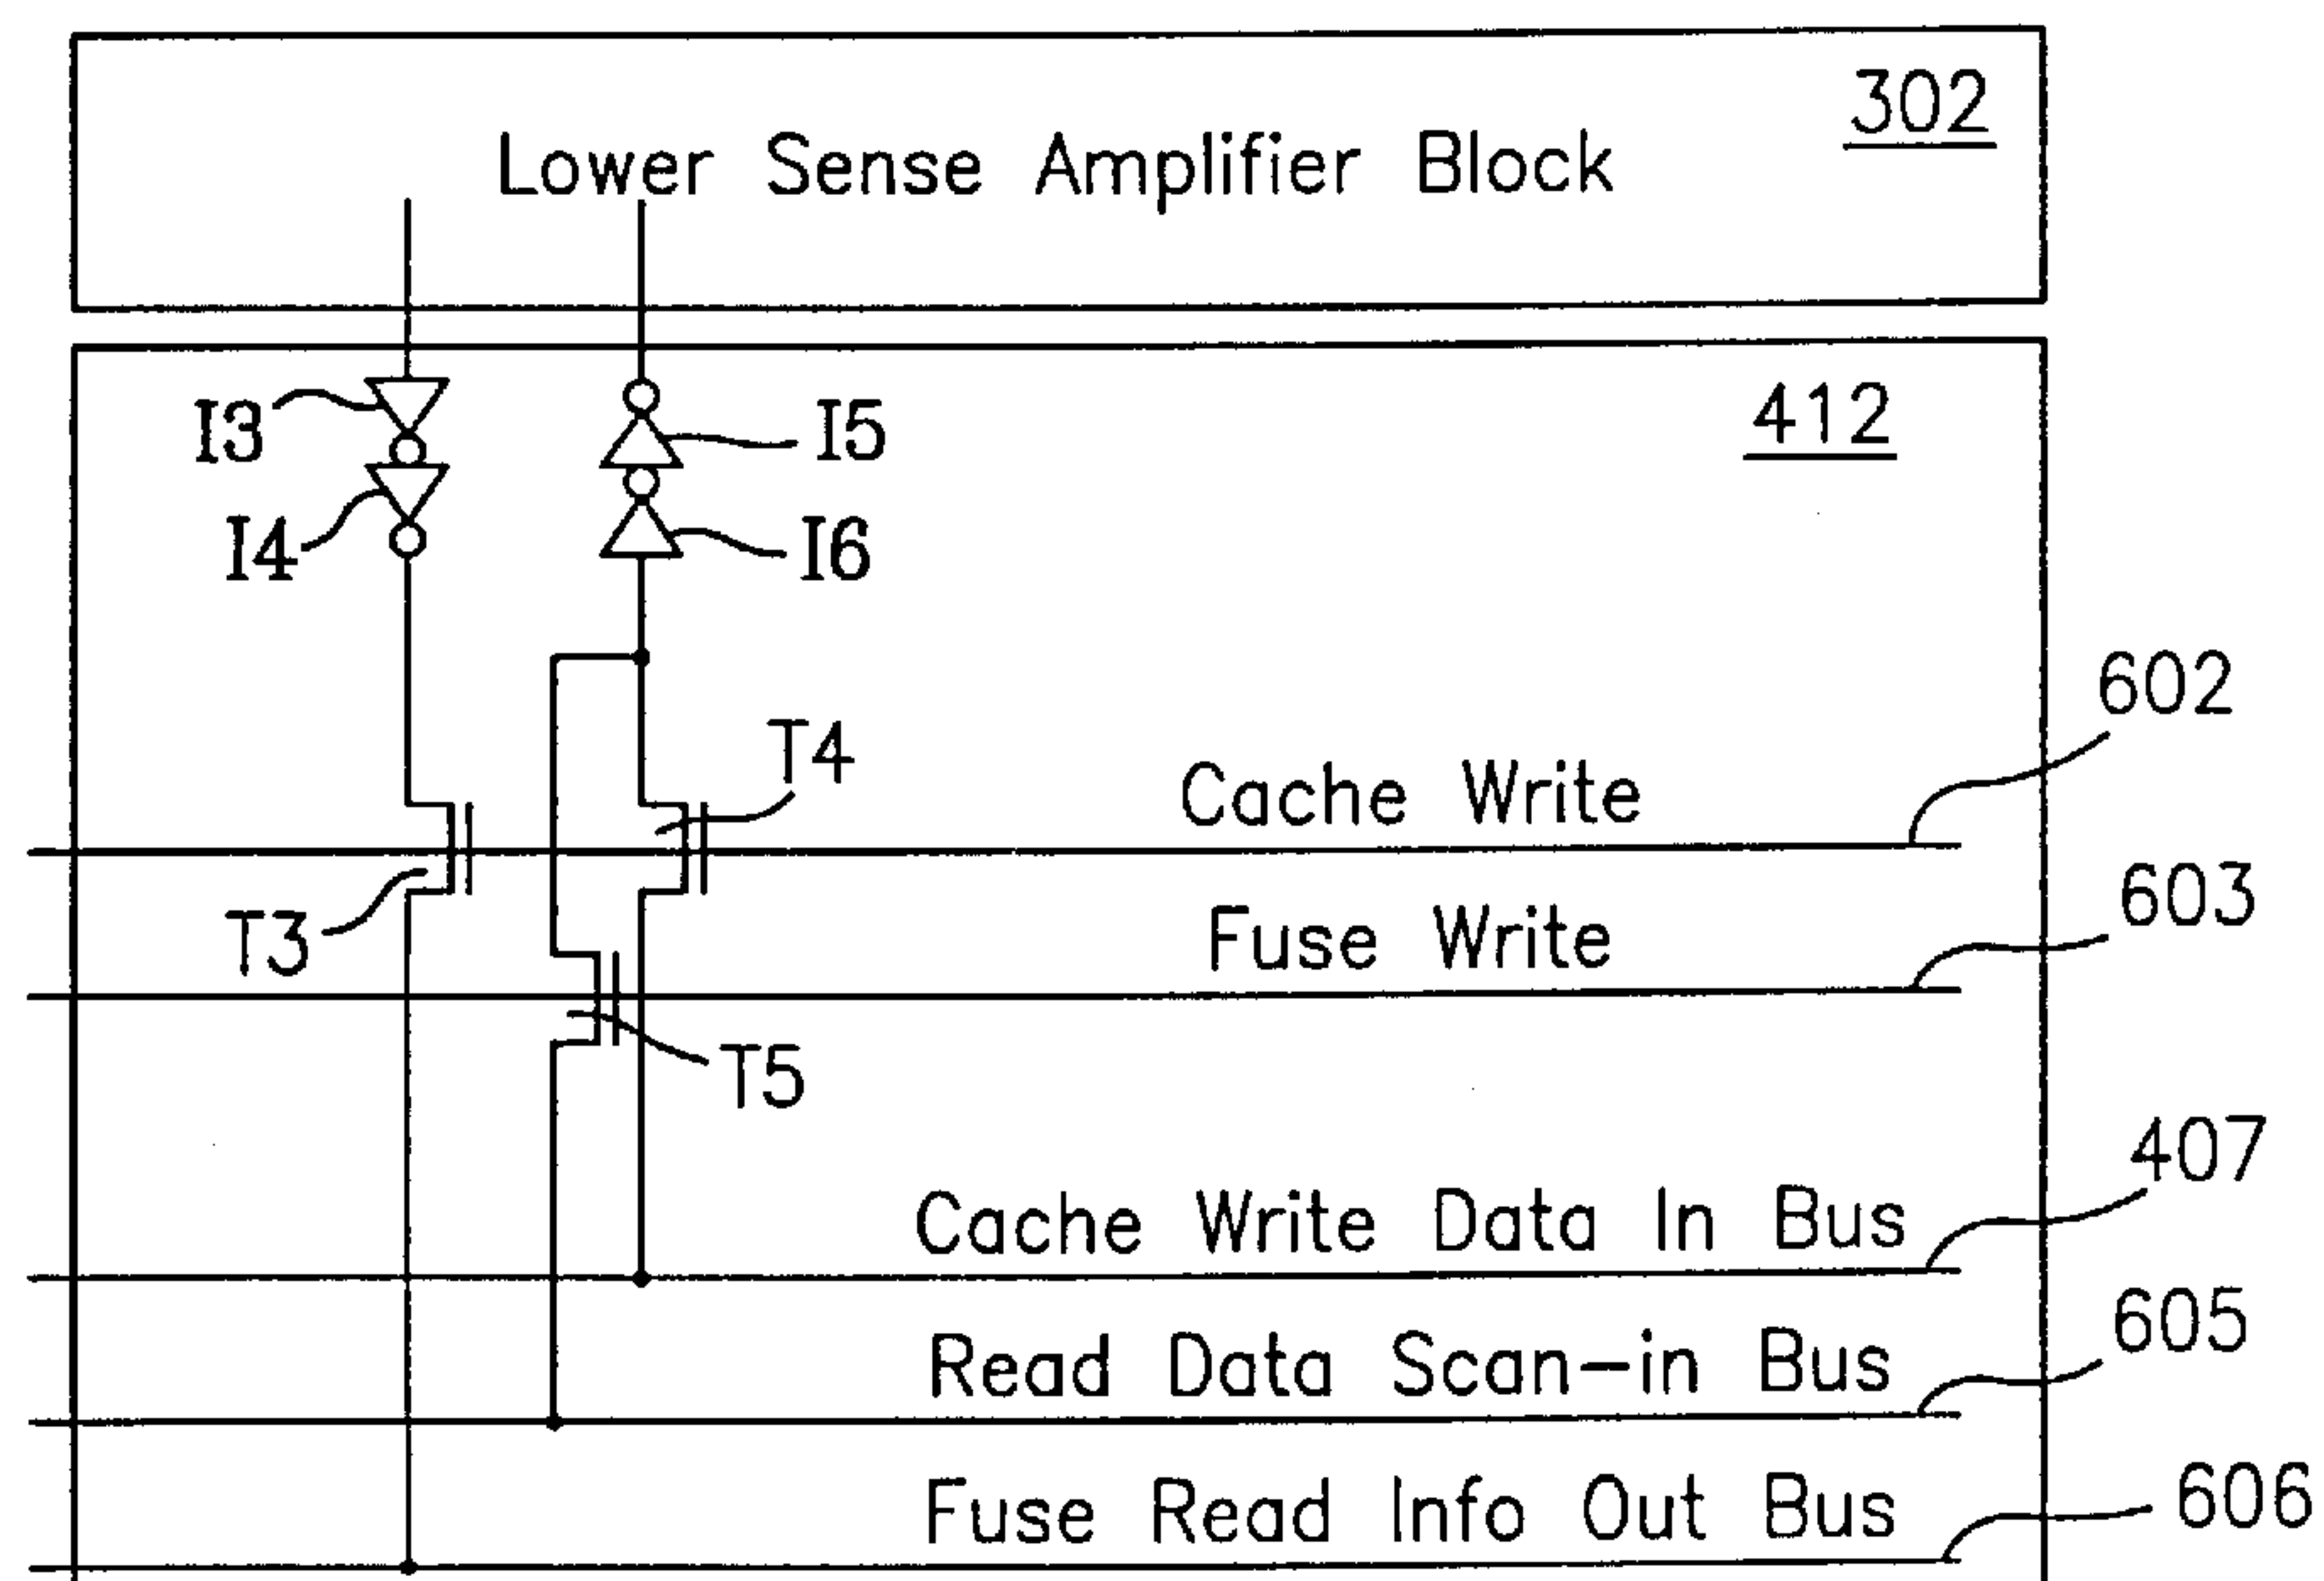 302
Lower Sense Amplifier Block
412
I3
I5
I4
I6
602
T4
Cache Write
603
T3
Fuse Write
T5
407
Cache Write Data In Bus
605
Read Data Scan-in Bus
606
Fuse Read Info Out Bus